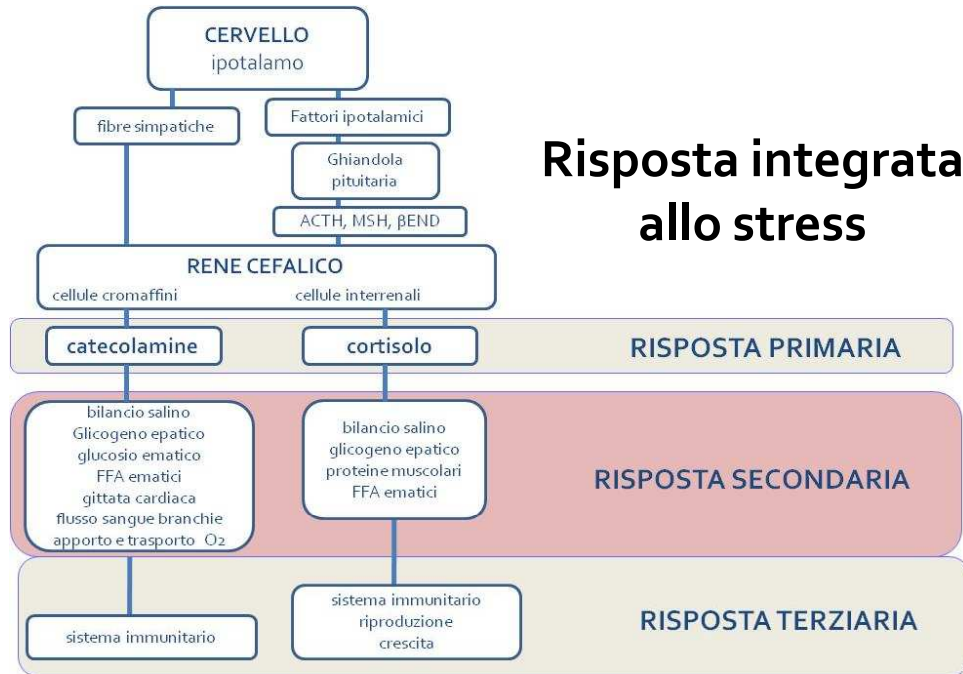 CERVELLO
ipotalamo
fibre simpatiche
Fattori ipotalamici
Ghiandola
pituitaria
ACTH, MSH, βEND
Risposta integrata
allo stress
RENE CEFALICO
cellule cromaffini
cellule interrenali
catecolamine
cortisolo
RISPOSTA PRIMARIA
bilancio salino
Glicogeno epatico
glucosio ematico
FFA ematici
gittata cardiaca
flusso sangue branchie
apporto e trasporto O2
bilancio salino
glicogeno epatico
proteine muscolari
FFA ematici
RISPOSTA SECONDARIA
sistema immunitario
sistema immunitario
riproduzione
crescita
RISPOSTA TERZIARIA